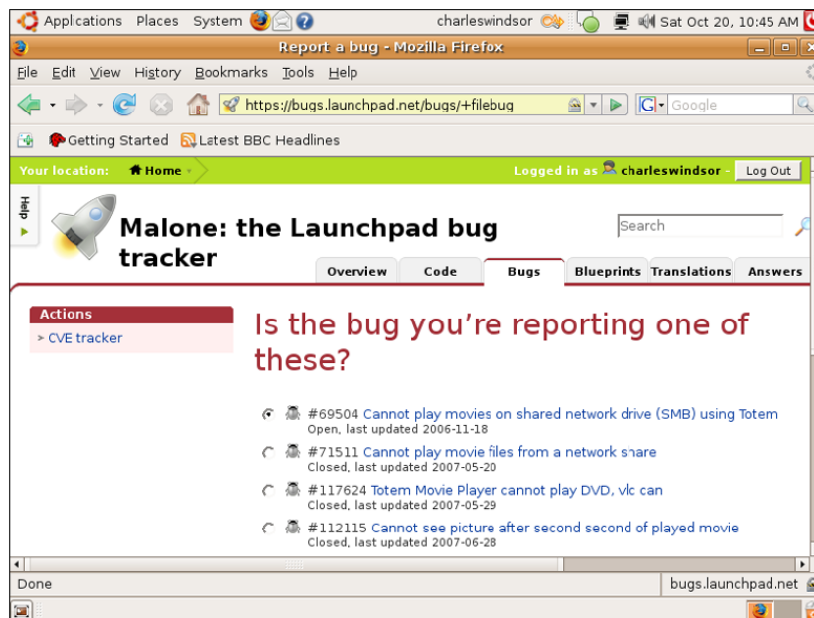 Applications Places System charleswindsor Sat Oct 20, 10:45 AM
Report a bug - Mozilla Firefox
File Edit View History Bookmarks Tools Help
https://bugs.launchpad.net/bugs/+filebug G Google
Getting Started Latest BBC Headlines
Your location: Home Logged in as charleswindsor - Log Out
Help
Malone: the Launchpad bug
tracker
Search
Overview Code Bugs Blueprints Translations Answers
Actions
> CVE tracker
Is the bug you're reporting one of
these?
#69504 Cannot play movies on shared network drive (SMB) using Totem
Open, last updated 2006-11-18
#71511 Cannot play movie files from a network share
Closed, last updated 2007-05-20
#117624 Totem Movie Player cannot play DVD, vlc can
Closed, last updated 2007-05-29
#112115 Cannot see picture after second second of played movie
Closed, last updated 2007-06-28
Done bugs.launchpad.net